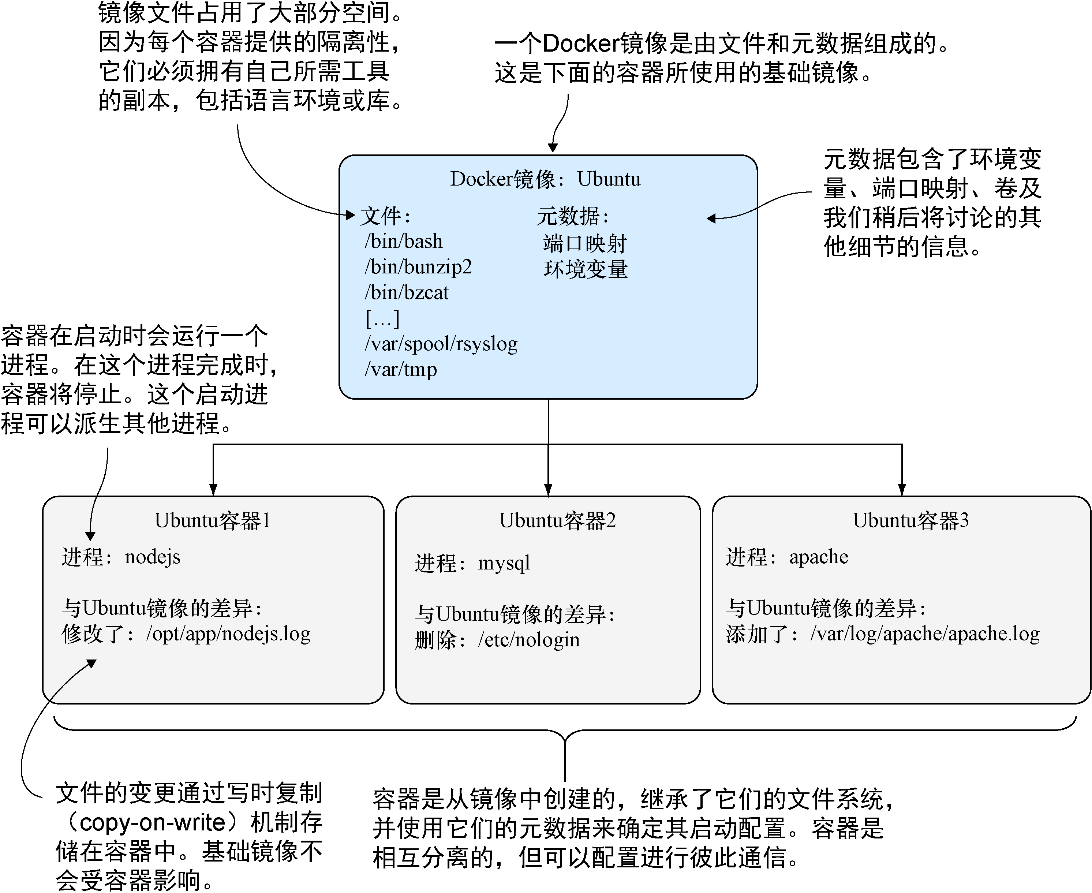 镜像文件占用了大部分空间。
因为每个容器提供的隔离性，
它们必须拥有自己所需工具
的副本，包括语言环境或库。
一个Docker镜像是由文件和元数据组成的。
这是下面的容器所使用的基础镜像。
元数据包含了环境变
量、端口映射、卷及
我们稍后将讨论的其
他细节的信息。
Docker镜像：Ubuntu
文件：
/bin/bash
/bin/bunzip2
/bin/bzcat
[…]
/var/spool/rsyslog
/var/tmp
元数据：
端口映射
环境变量
容器在启动时会运行一个
进程。在这个进程完成时，
容器将停止。这个启动进
程可以派生其他进程。
Ubuntu容器1
进程：nodejs
与Ubuntu镜像的差异：
修改了：/opt/app/nodejs.log
Ubuntu容器2
进程：mysql
与Ubuntu镜像的差异：
删除：/etc/nologin
Ubuntu容器3
进程：apache
与Ubuntu镜像的差异：
添加了：/var/log/apache/apache.log
文件的变更通过写时复制
（copy-on-write）机制存
储在容器中。基础镜像不
会受容器影响。
容器是从镜像中创建的，继承了它们的文件系统，
并使用它们的元数据来确定其启动配置。容器是
相互分离的，但可以配置进行彼此通信。